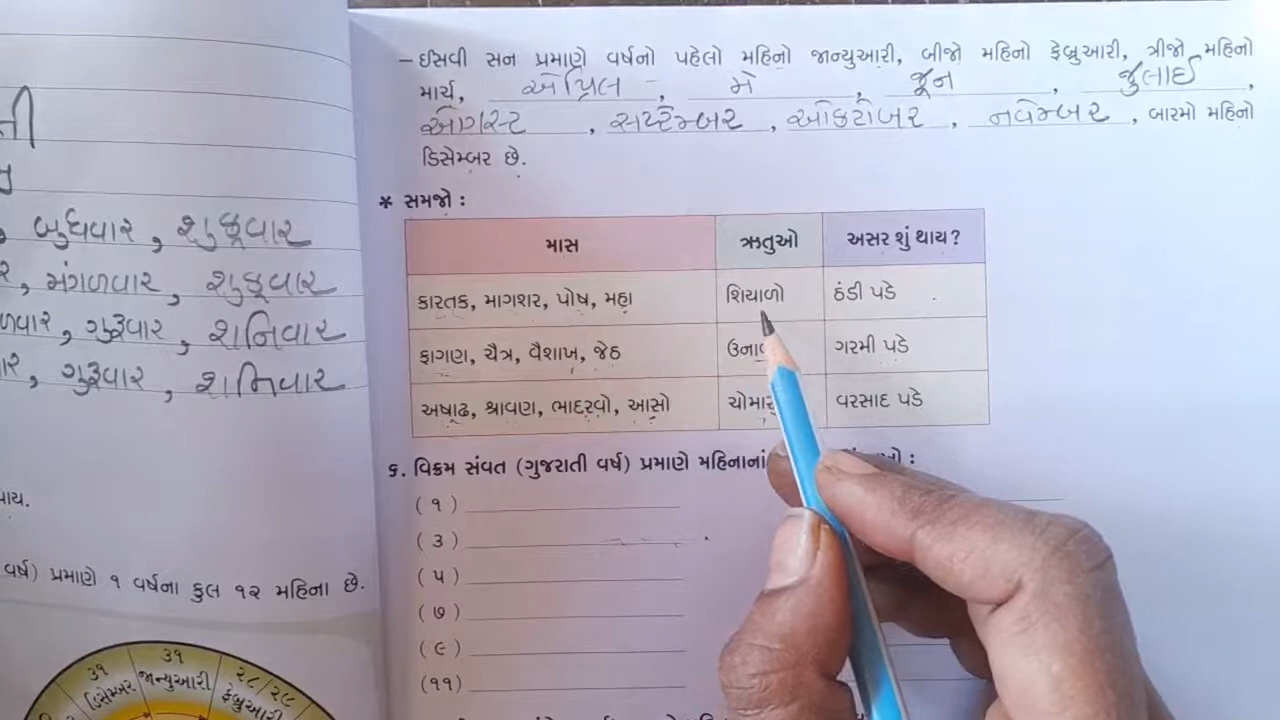 તી
બુધવાર, શુક્રવાર
મંગળવાર, શુક્રવાર
ગુરૂવાર, શનિવાર
ગુરૂવાર, શનિવાર
વર્ષ) પ્રમાણે ૧ વર્ષના કુલ ૧૨ મહિના છે.
૩૧ ડિસેમ્બર
૩૧ જાન્યુઆરી
૨૮/૨૯ ફેબ્રુઆરી
– ઈસવી સન પ્રમાણે વર્ષનો પહેલો મહિનો જાન્યુઆરી, બીજો મહિનો ફેબ્રુઆરી, ત્રીજો મહિનો
માર્ચ, એપ્રિલ, મે, જૂન, જુલાઈ,
ઓગસ્ટ, સપ્ટેમ્બર, ઓક્ટોબર, નવેમ્બર, બારમો મહિનો
ડિસેમ્બર છે.
* સમજો :
માસ ઋતુઓ અસર શું થાય?
કારતક, માગશર, પોષ, મહા શિયાળો ઠંડી પડે
ફાગણ, ચૈત્ર, વૈશાખ, જેઠ ગરમી પડે
અષાઢ, શ્રાવણ, ભાદરવો, આસો વરસાદ પડે
૬. વિક્રમ સંવત (ગુજરાતી વર્ષ) પ્રમાણે મહિનાનાં
(૧)
(૩)
(૫)
(૭)
(૯)
(૧૧)